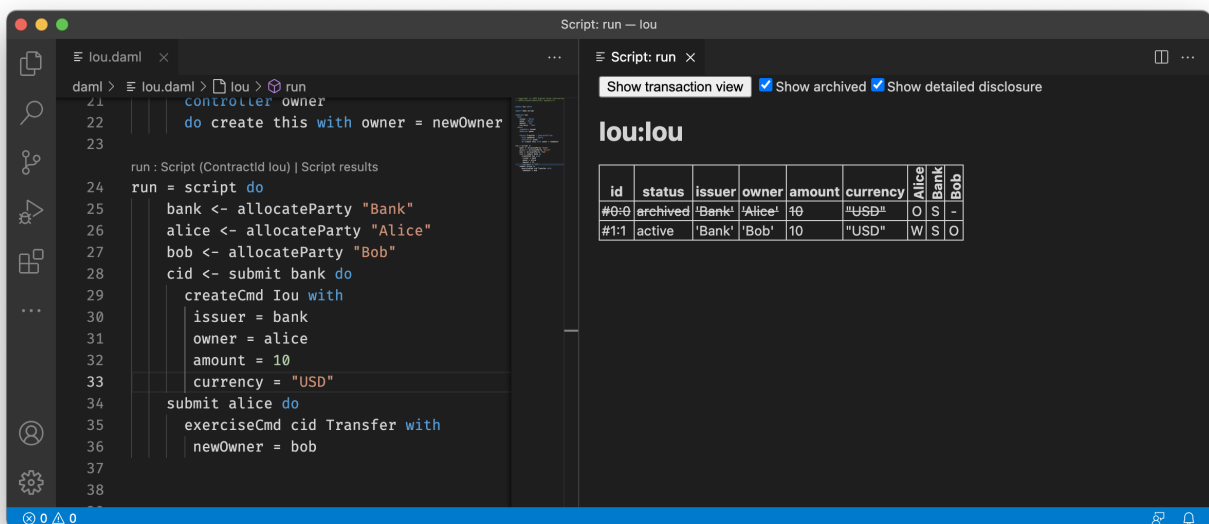 Script: run — Iou
Iou.daml
daml > Iou.daml > Iou > run
21 controller owner
22 do create this with owner = newOwner
23
run : Script (ContractId Iou) | Script results
24 run = script do
25 bank <- allocateParty "Bank"
26 alice <- allocateParty "Alice"
27 bob <- allocateParty "Bob"
28 cid <- submit bank do
29 createCmd Iou with
30 issuer = bank
31 owner = alice
32 amount = 10
33 currency = "USD"
34 submit alice do
35 exerciseCmd cid Transfer with
36 newOwner = bob
37
38
0 0
Script: run
Show transaction view Show archived Show detailed disclosure
Iou:Iou
id status issuer owner amount currency Alice Bank Bob
#0:0 archived 'Bank' 'Alice' 10 "USD" O S -
#1:1 active 'Bank' 'Bob' 10 "USD" W S O